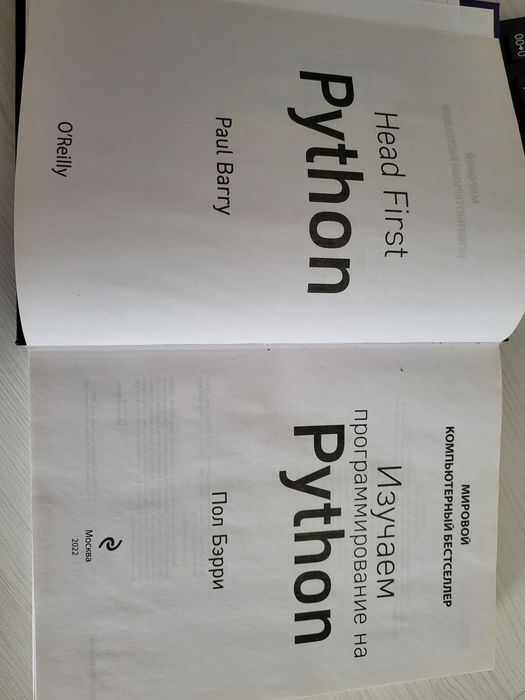 Head First
Python
Paul Barry
O'Reilly
МИРОВОЙ
КОМПЬЮТЕРНЫЙ БЕСТСЕЛЛЕР
Изучаем
программирование на
Python
Пол Бэрри
Москва
2022